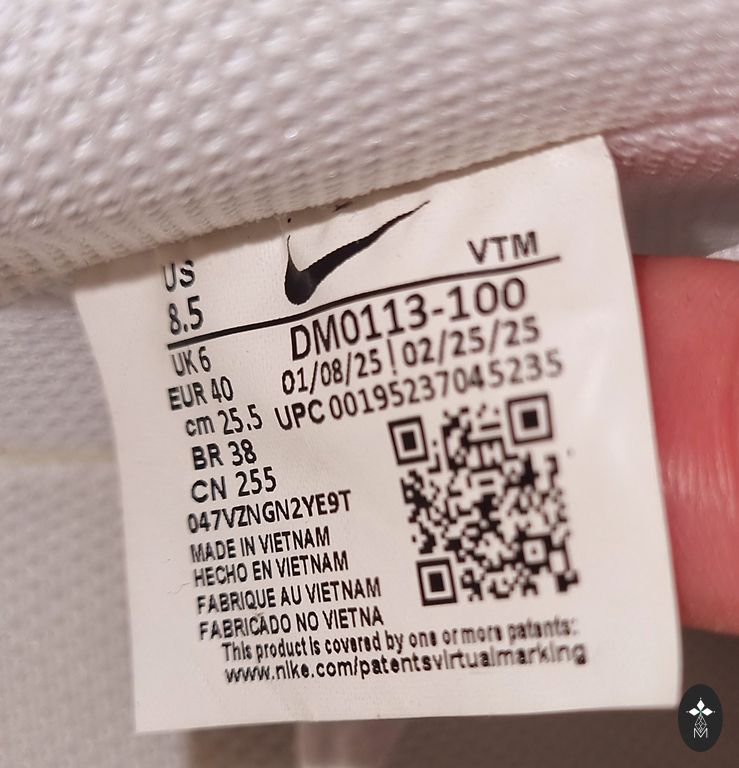 US
8.5
VTM
DM0113-100
01/08/25 | 02/25/25
UPC 00195237045235
UK 6
EUR 40
cm 25.5
BR 38
CN 255
047VZNGN2YE9T
MADE IN VIETNAM
HECHO EN VIETNAM
FABRIQUE AU VIETNAM
FABRICADO NO VIETNA
This product is covered by one or more patents:
www.nike.com/patentsvirtualmarking
M